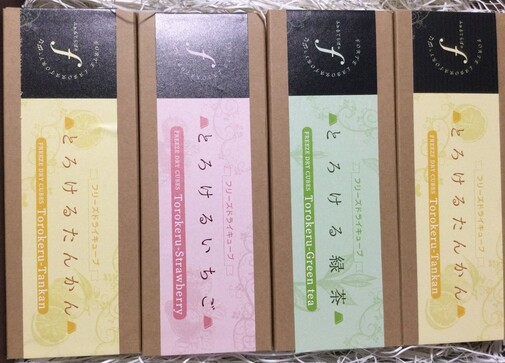 フリーズドライキューブ
とろけるたんかん
FREEZE DRY CUBES Torokeru-Tankan
フリーズドライキューブ
とろけるいちご
FREEZE DRY CUBES Torokeru-Strawberry
フリーズドライキューブ
とろける緑茶
FREEZE DRY CUBES Torokeru-Green tea
フリーズドライキューブ
とろけるたんかん
FREEZE DRY CUBES Torokeru-Tankan